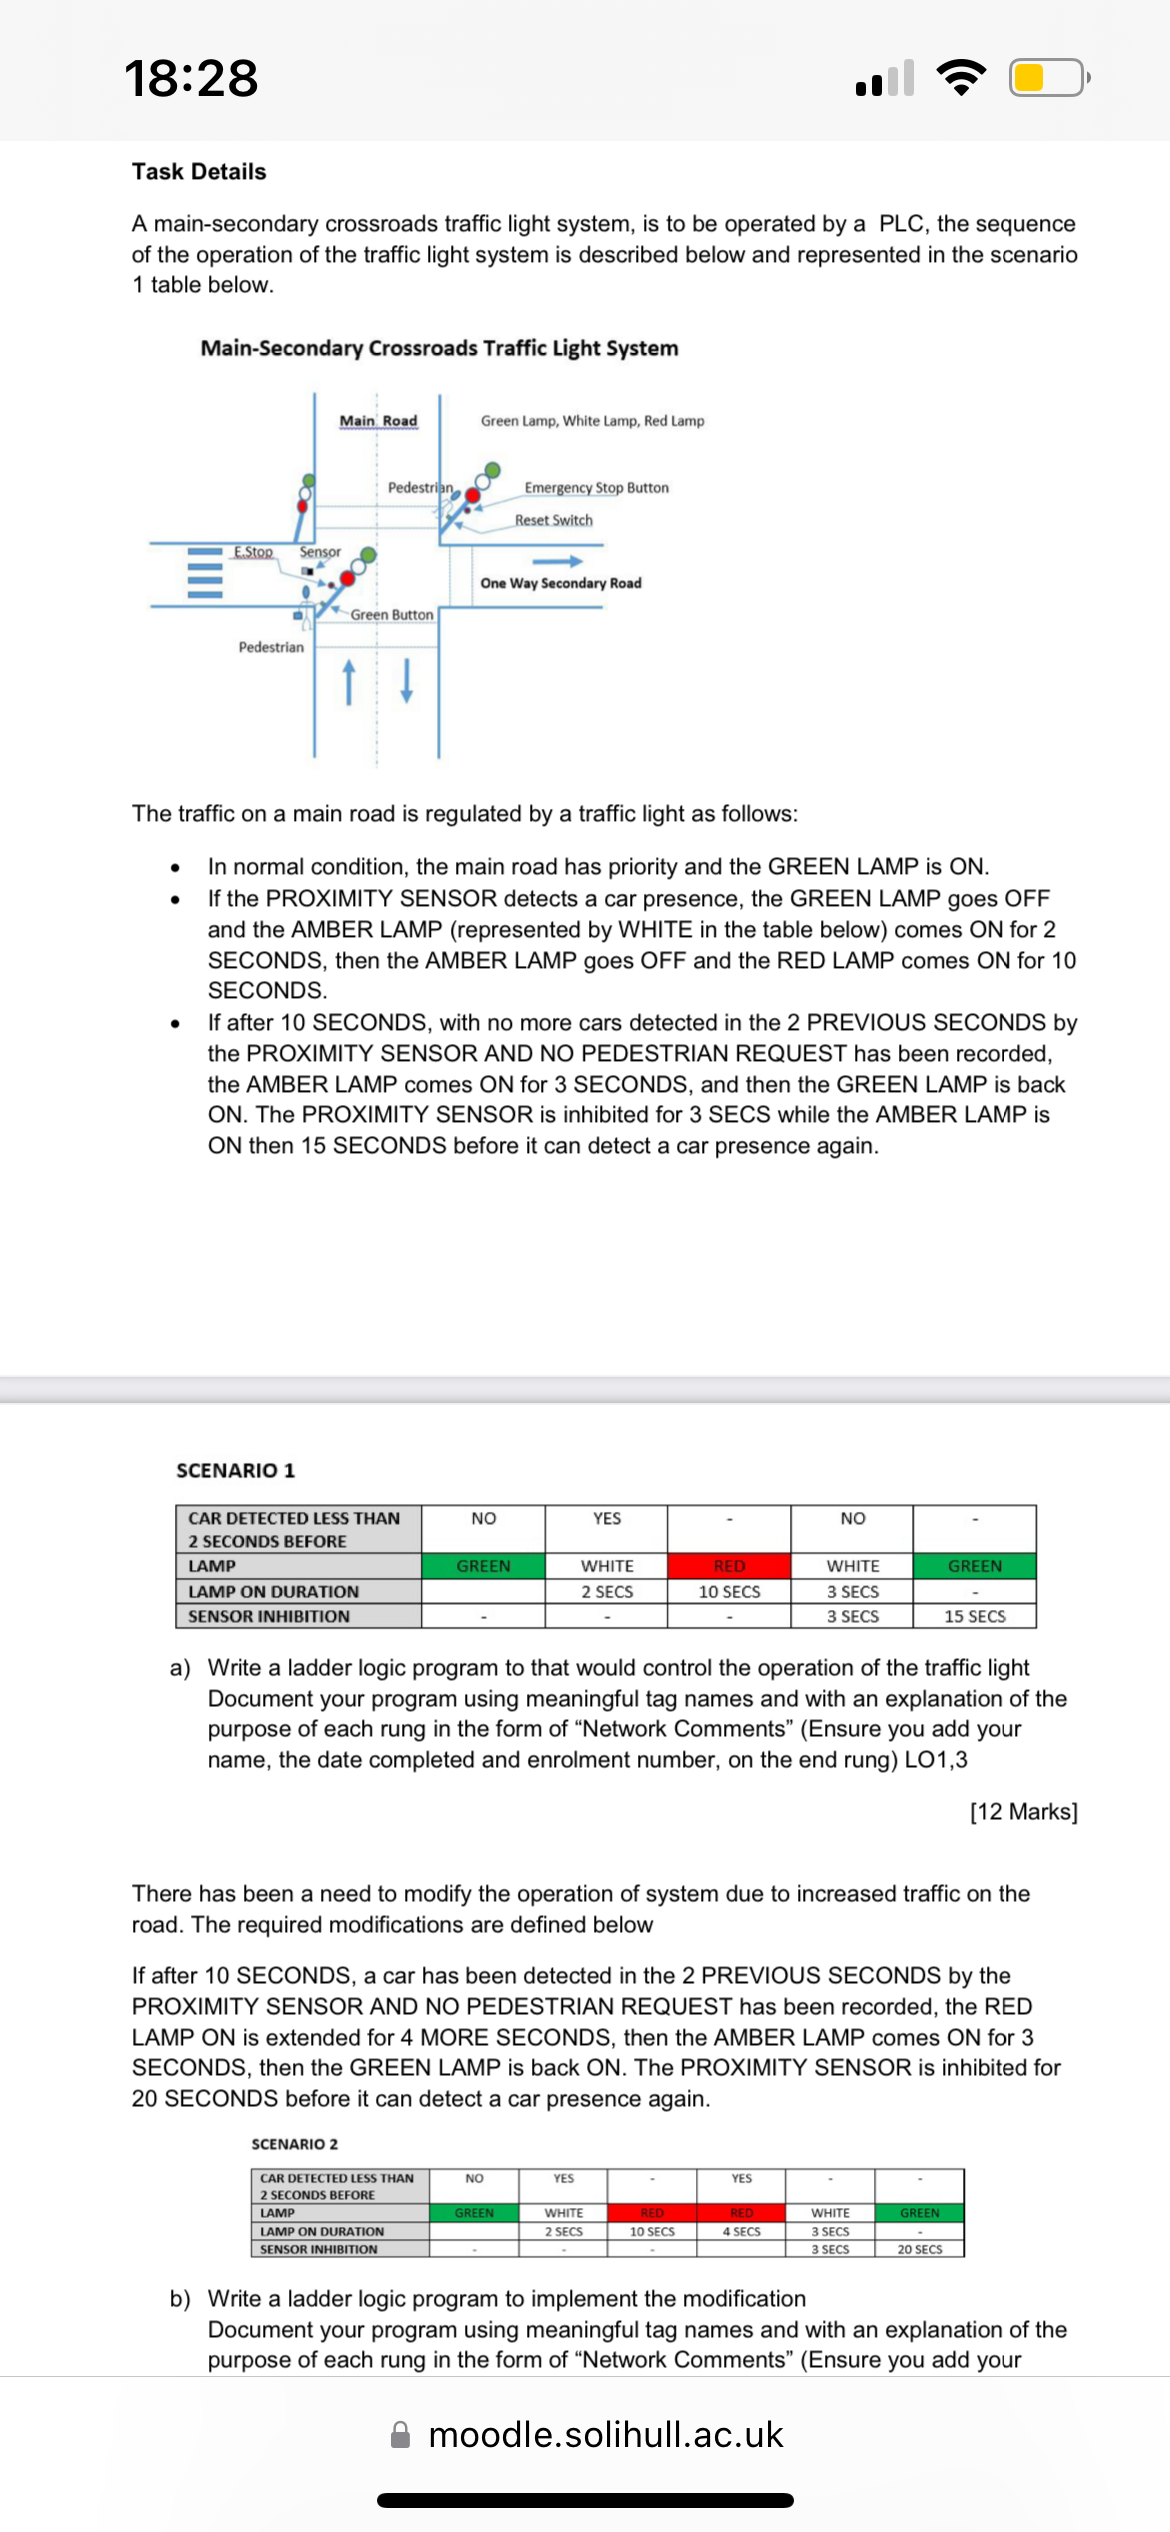 18:28
Task Details
A main-secondary crossroads traffic light system, is to be operated by a PLC, the sequence
of the operation of the traffic light system is described below and represented in the scenario
1 table below.
Main-Secondary Crossroads Traffic Light System
Main Road
Green Lamp, White Lamp, Red Lamp
Pedestrian
Emergency Stop Button
Reset Switch
E.Stop
Sensor
One Way Secondary Road
Green Button
Pedestrian
The traffic on a main road is regulated by a traffic light as follows:
• In normal condition, the main road has priority and the GREEN LAMP is ON.
• If the PROXIMITY SENSOR detects a car presence, the GREEN LAMP goes OFF
and the AMBER LAMP (represented by WHITE in the table below) comes ON for 2
SECONDS, then the AMBER LAMP goes OFF and the RED LAMP comes ON for 10
SECONDS.
• If after 10 SECONDS, with no more cars detected in the 2 PREVIOUS SECONDS by
the PROXIMITY SENSOR AND NO PEDESTRIAN REQUEST has been recorded,
the AMBER LAMP comes ON for 3 SECONDS, and then the GREEN LAMP is back
ON. The PROXIMITY SENSOR is inhibited for 3 SECS while the AMBER LAMP is
ON then 15 SECONDS before it can detect a car presence again.
SCENARIO 1
CAR DETECTED LESS THAN 2 SECONDS BEFORE NO YES - NO -
LAMP GREEN WHITE RED WHITE GREEN
LAMP ON DURATION 2 SECS 10 SECS 3 SECS -
SENSOR INHIBITION - - - 3 SECS 15 SECS
a) Write a ladder logic program to that would control the operation of the traffic light
Document your program using meaningful tag names and with an explanation of the
purpose of each rung in the form of “Network Comments” (Ensure you add your
name, the date completed and enrolment number, on the end rung) LO1,3
[12 Marks]
There has been a need to modify the operation of system due to increased traffic on the
road. The required modifications are defined below
If after 10 SECONDS, a car has been detected in the 2 PREVIOUS SECONDS by the
PROXIMITY SENSOR AND NO PEDESTRIAN REQUEST has been recorded, the RED
LAMP ON is extended for 4 MORE SECONDS, then the AMBER LAMP comes ON for 3
SECONDS, then the GREEN LAMP is back ON. The PROXIMITY SENSOR is inhibited for
20 SECONDS before it can detect a car presence again.
SCENARIO 2
CAR DETECTED LESS THAN 2 SECONDS BEFORE NO YES - YES - -
LAMP GREEN WHITE RED RED WHITE GREEN
LAMP ON DURATION 2 SECS 10 SECS 4 SECS 3 SECS -
SENSOR INHIBITION - - - 3 SECS 20 SECS
b) Write a ladder logic program to implement the modification
Document your program using meaningful tag names and with an explanation of the
purpose of each rung in the form of “Network Comments” (Ensure you add your
moodle.solihull.ac.uk